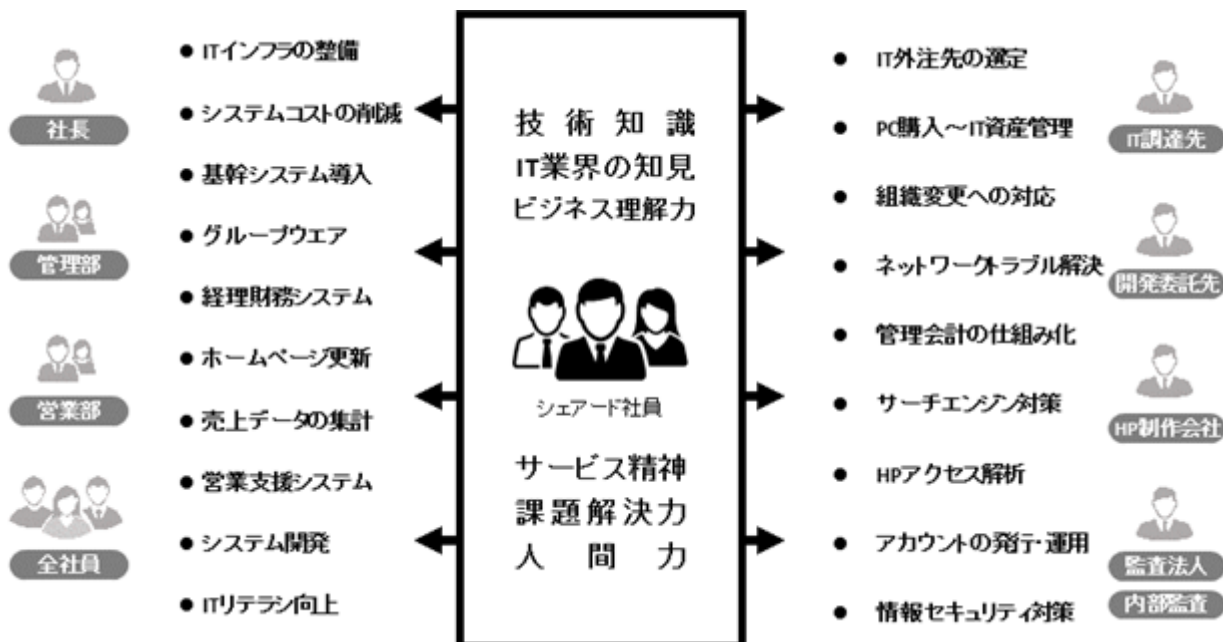 社長
管理部
営業部
全社員
● ITインフラの整備
● システムコストの削減
● 基幹システム導入
● グループウエア
● 経理財務システム
● ホームページ更新
● 売上データの集計
● 営業支援システム
● システム開発
● ITリテラシ向上
技術知識
IT業界の知見
ビジネス理解力
シェアード社員
サービス精神
課題解決力
人間力
● IT外注先の選定
● PC購入～IT資産管理
● 組織変更への対応
● ネットワークトラブル解決
● 管理会計の仕組み化
● サーチエンジン対策
● HPアクセス解析
● アカウントの発行・運用
● 情報セキュリティ対策
IT調達先
開発委託先
HP制作会社
監査法人
内部監査